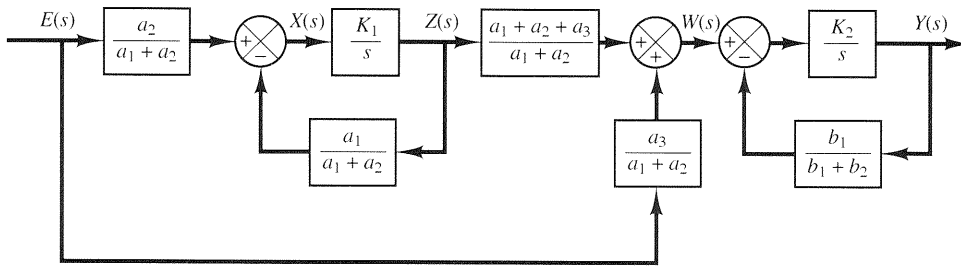 E(s)
a₂
a₁ + a₂
+
−
X(s)
K₁
s
Z(s)
a₁ + a₂ + a₃
a₁ + a₂
+
+
W(s)
+
−
K₂
s
Y(s)
a₁
a₁ + a₂
a₃
a₁ + a₂
b₁
b₁ + b₂